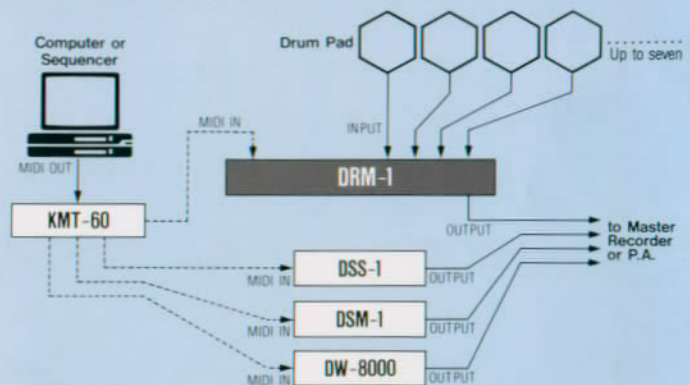 Computer or
Sequencer
Drum Pad
Up to seven
MIDI IN
INPUT
MIDI OUT
DRM-1
KMT-60
OUTPUT
to Master
Recorder
or P.A.
DSS-1
MIDI IN
OUTPUT
DSM-1
MIDI IN
OUTPUT
DW-8000
MIDI IN
OUTPUT